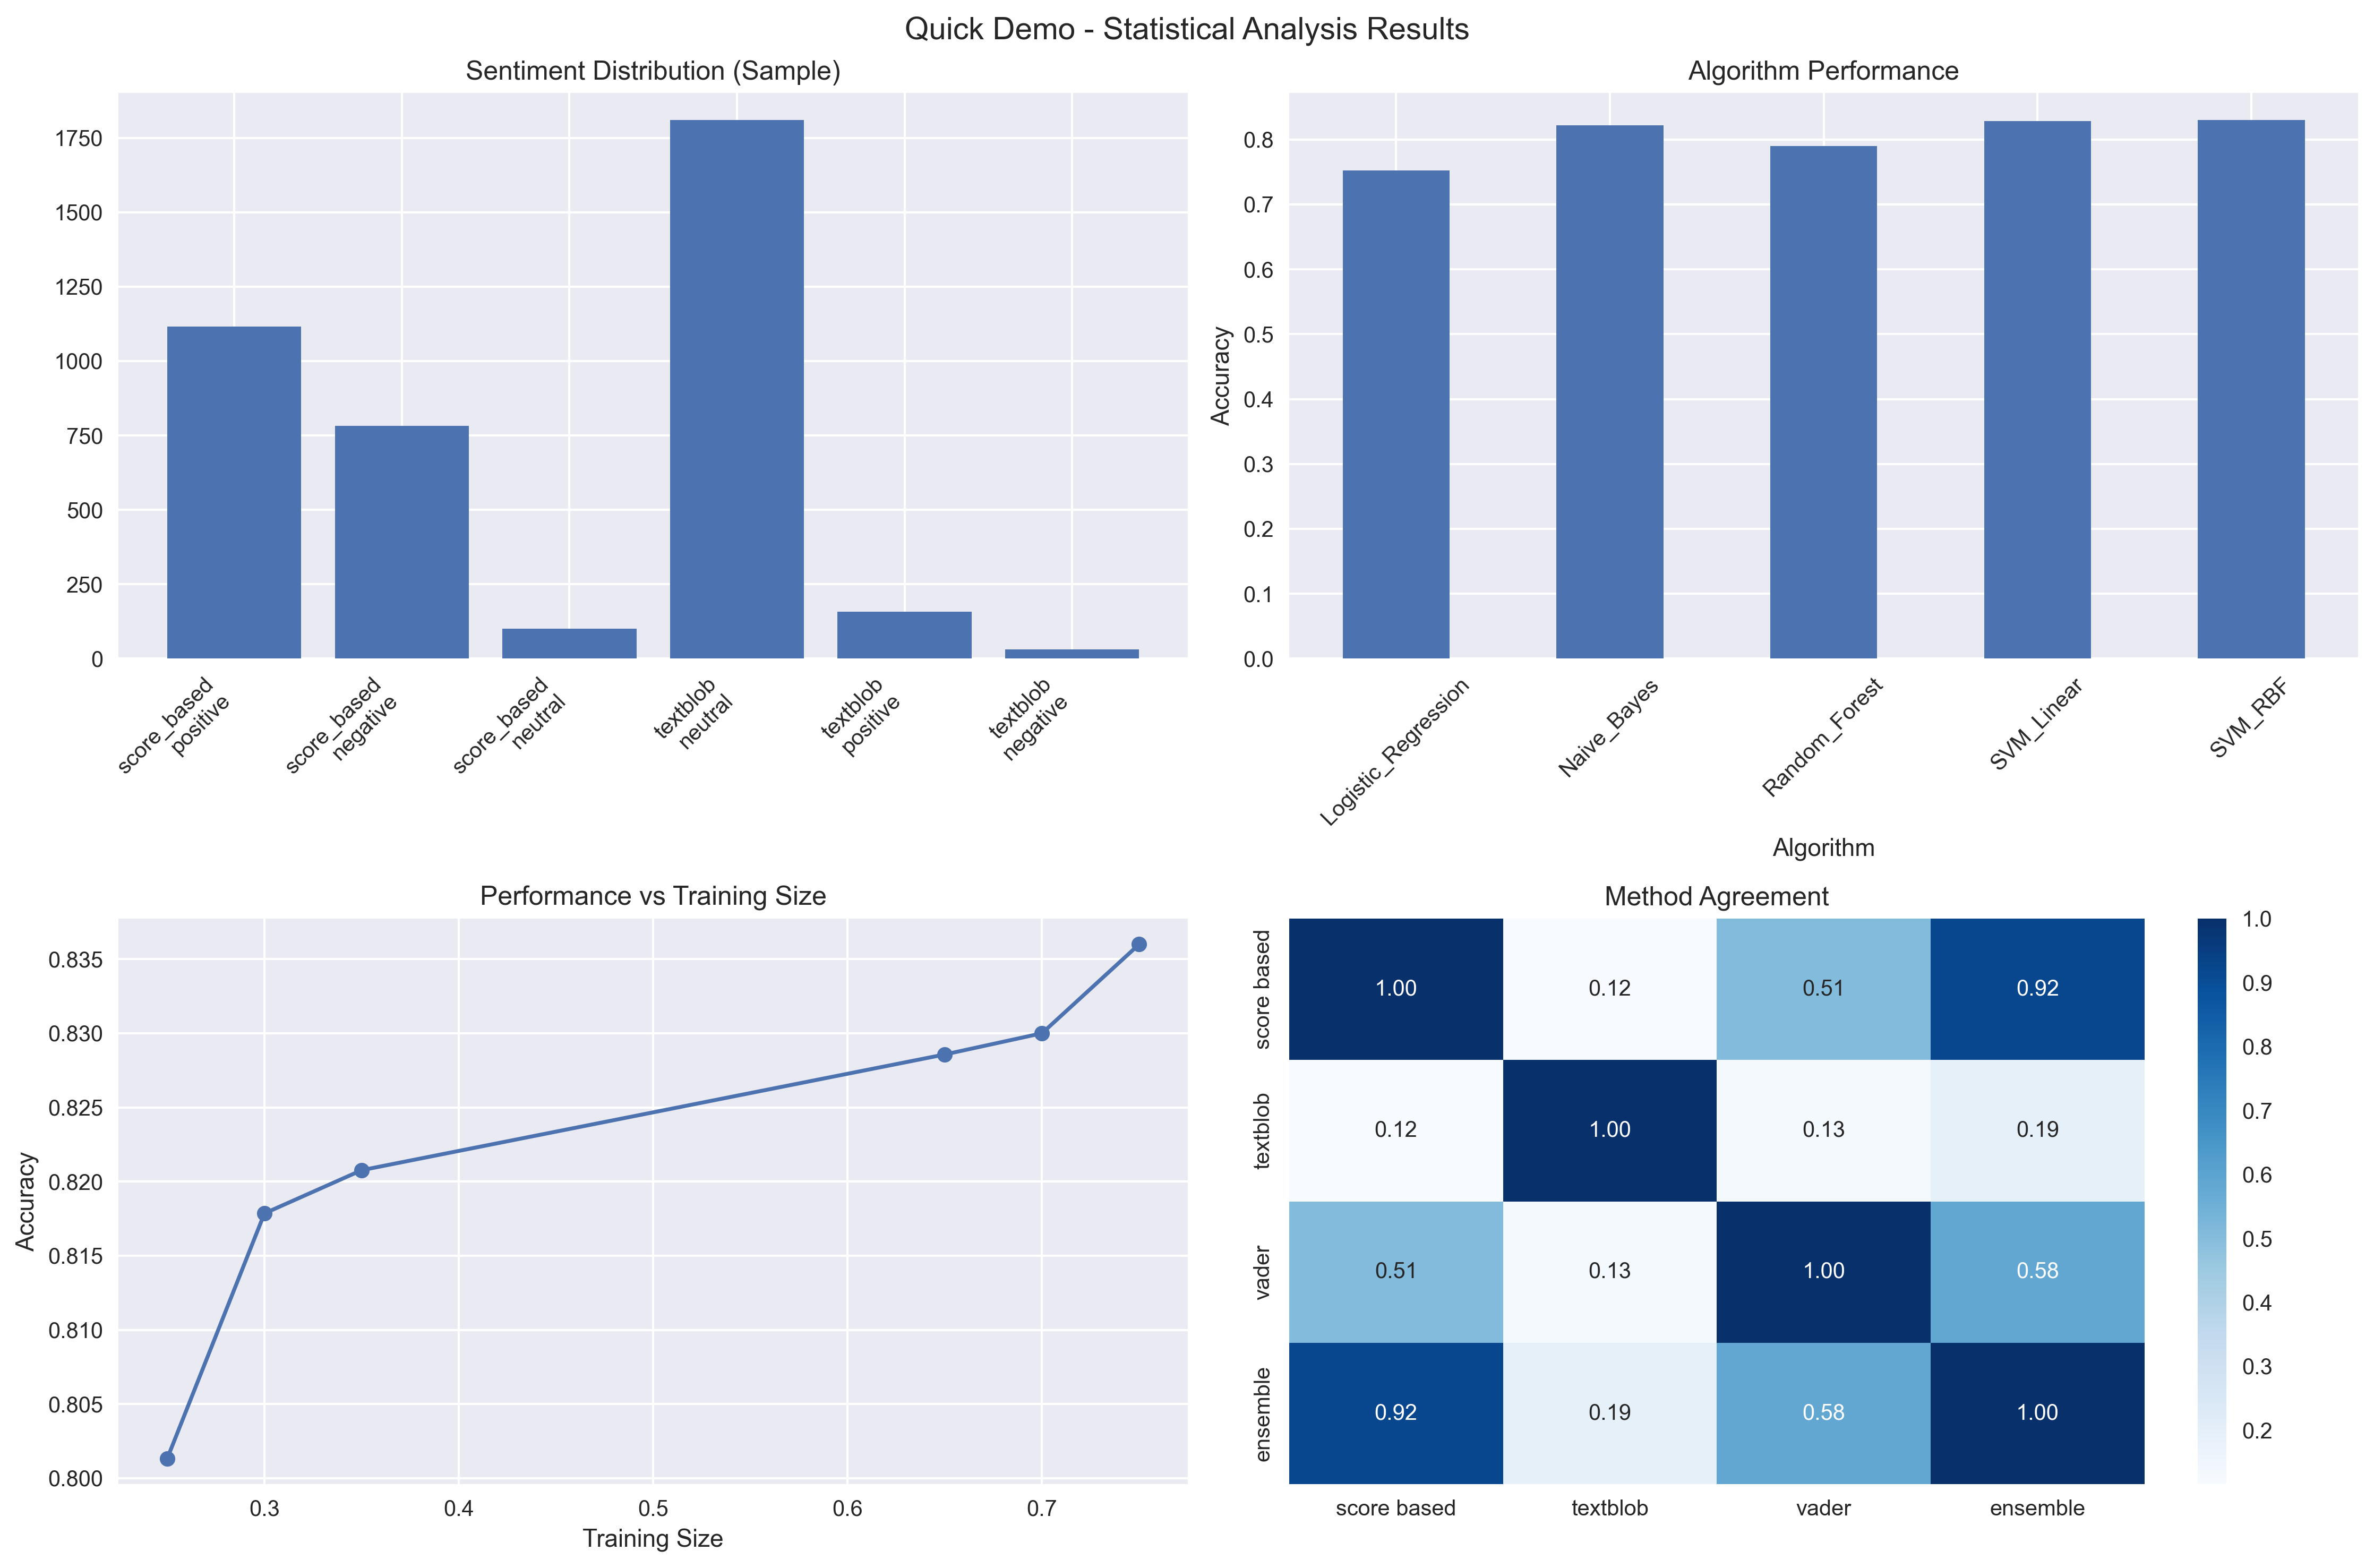 Quick Demo - Statistical Analysis Results
Sentiment Distribution (Sample)
1750
1500
1250
1000
750
500
250
0
score_based
positive
score_based
negative
score_based
neutral
textblob
neutral
textblob
positive
textblob
negative
Algorithm Performance
Accuracy
0.8
0.7
0.6
0.5
0.4
0.3
0.2
0.1
0.0
Logistic_Regression
Naive_Bayes
Random_Forest
SVM_Linear
SVM_RBF
Algorithm
Performance vs Training Size
Accuracy
0.835
0.830
0.825
0.820
0.815
0.810
0.805
0.800
0.3 0.4 0.5 0.6 0.7
Training Size
Method Agreement
score based
1.00 0.12 0.51 0.92
textblob
0.12 1.00 0.13 0.19
vader
0.51 0.13 1.00 0.58
ensemble
0.92 0.19 0.58 1.00
score based textblob vader ensemble
1.0
0.9
0.8
0.7
0.6
0.5
0.4
0.3
0.2